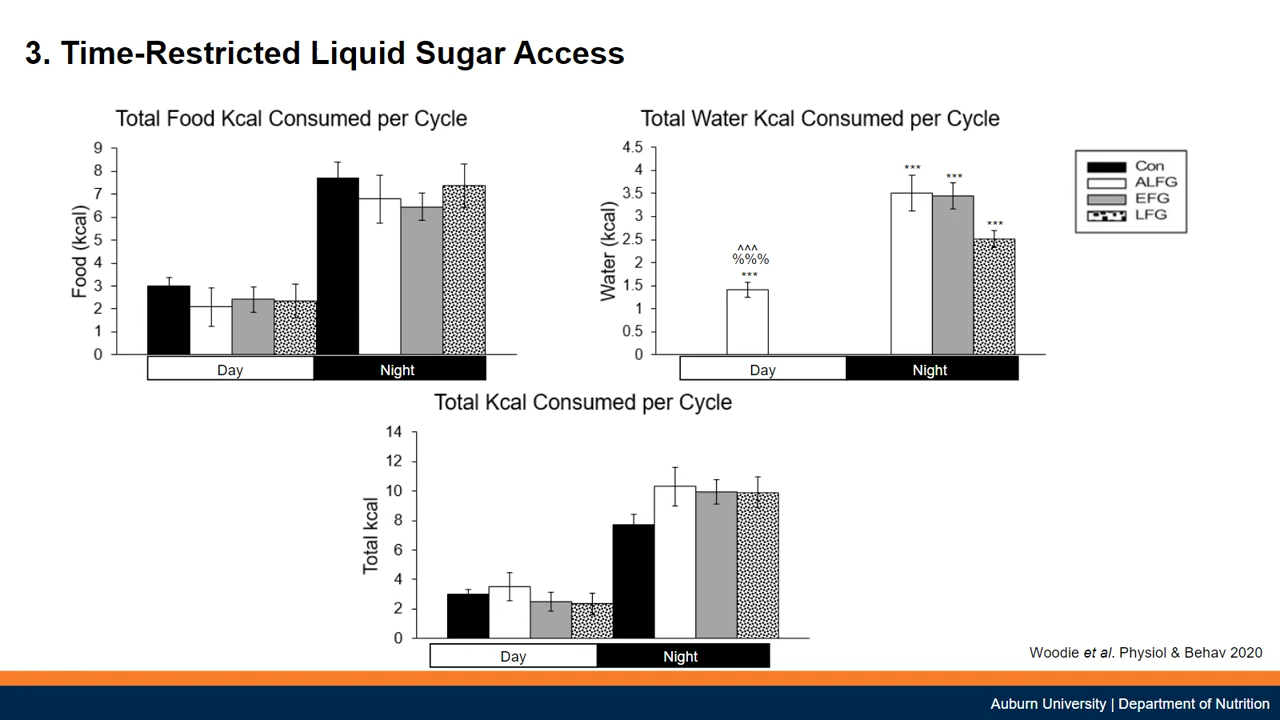 3. Time-Restricted Liquid Sugar Access
Total Food Kcal Consumed per Cycle
9
8
7
6
5
4
3
2
1
0
Food (kcal)
Day
Night
Total Water Kcal Consumed per Cycle
4.5
4
3.5
3
2.5
2
1.5
1
0.5
0
Water (kcal)
^^^
%%%
***
***
***
***
Day
Night
Con
ALFG
EFG
LFG
Total Kcal Consumed per Cycle
14
12
10
8
6
4
2
0
Total kcal
Day
Night
Woodie et al. Physiol & Behav 2020
Auburn University | Department of Nutrition